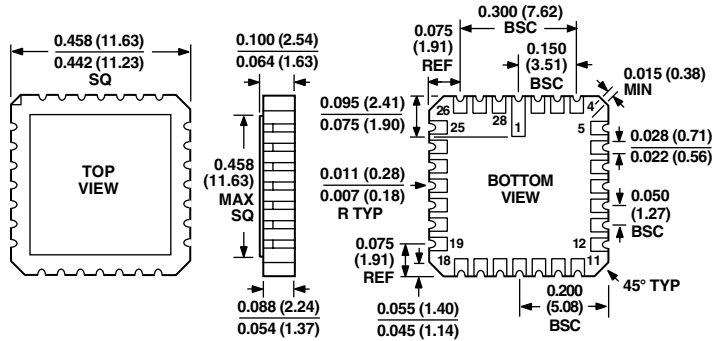 0.458 (11.63)
0.442 (11.23)
SQ
TOP
VIEW
0.100 (2.54)
0.064 (1.63)
0.458
(11.63)
MAX
SQ
0.088 (2.24)
0.054 (1.37)
0.075
(1.91)
REF
0.300 (7.62)
BSC
0.150
(3.51)
BSC
0.015 (0.38)
MIN
0.095 (2.41)
0.075 (1.90)
26
28
4
25
1
5
0.028 (0.71)
0.022 (0.56)
0.011 (0.28)
0.007 (0.18)
R TYP
BOTTOM
VIEW
0.050
(1.27)
BSC
0.075
(1.91)
REF
19
12
18
11
45° TYP
0.055 (1.40)
0.045 (1.14)
0.200
(5.08)
BSC